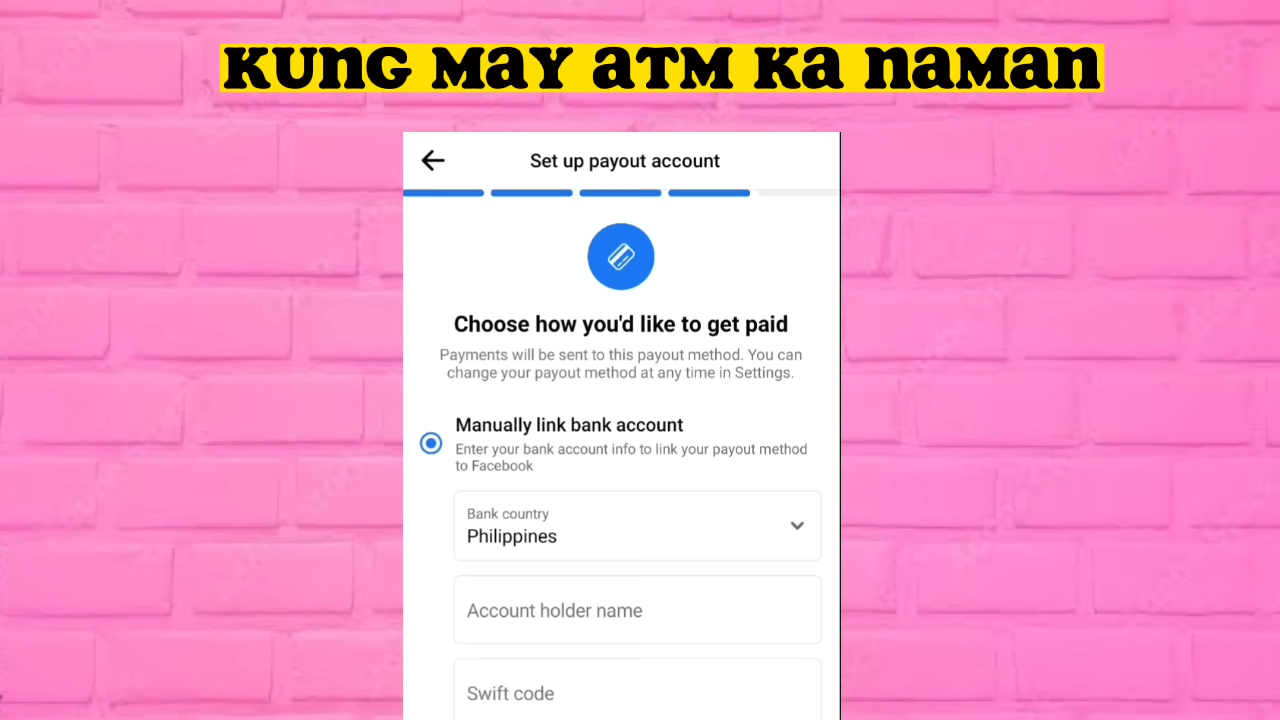 KUNG MAY ATM KA NAMAN
Set up payout account
Choose how you'd like to get paid
Payments will be sent to this payout method. You can
change your payout method at any time in Settings.
Manually link bank account
Enter your bank account info to link your payout method
to Facebook
Bank country
Philippines
Account holder name
Swift code